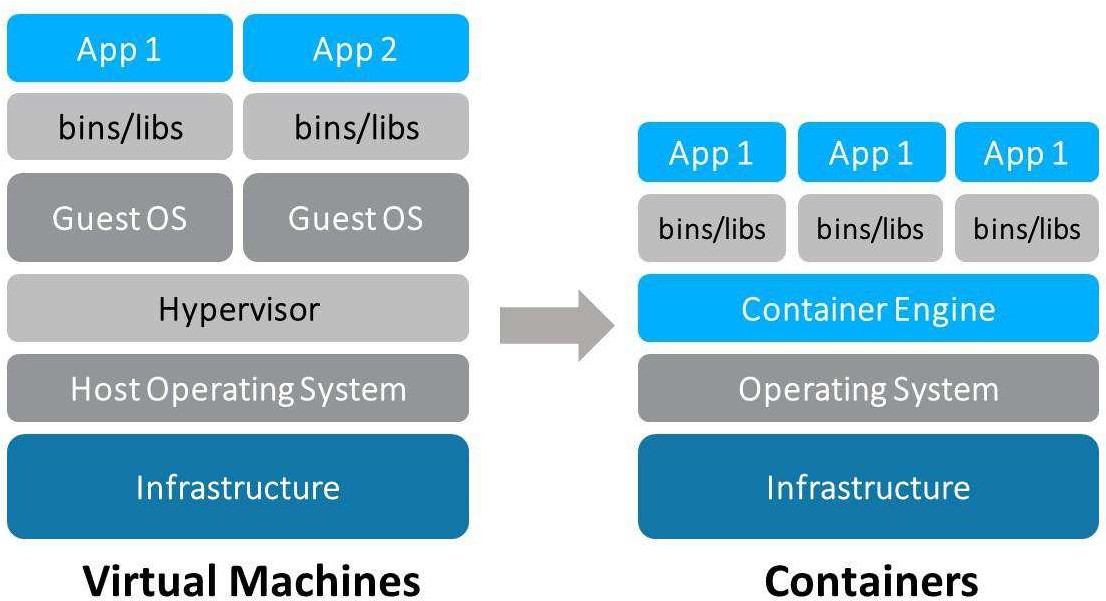 App 1
App 2
bins/libs
bins/libs
Guest OS
Guest OS
Hypervisor
Host Operating System
Infrastructure
Virtual Machines
App 1
App 1
App 1
bins/libs
bins/libs
bins/libs
Container Engine
Operating System
Infrastructure
Containers